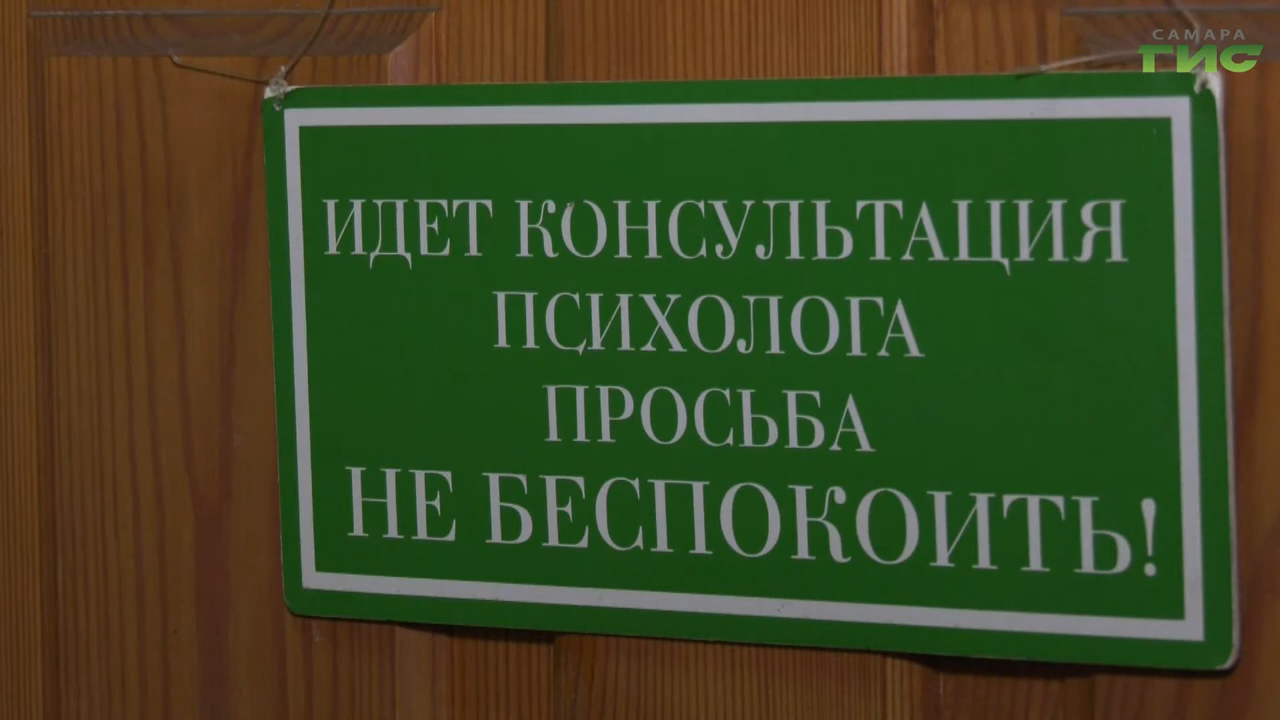 САМАРА
ГИС
ИДЕТ КОНСУЛЬТАЦИЯ
ПСИХОЛОГА
ПРОСЬБА
НЕ БЕСПОКОИТЬ!